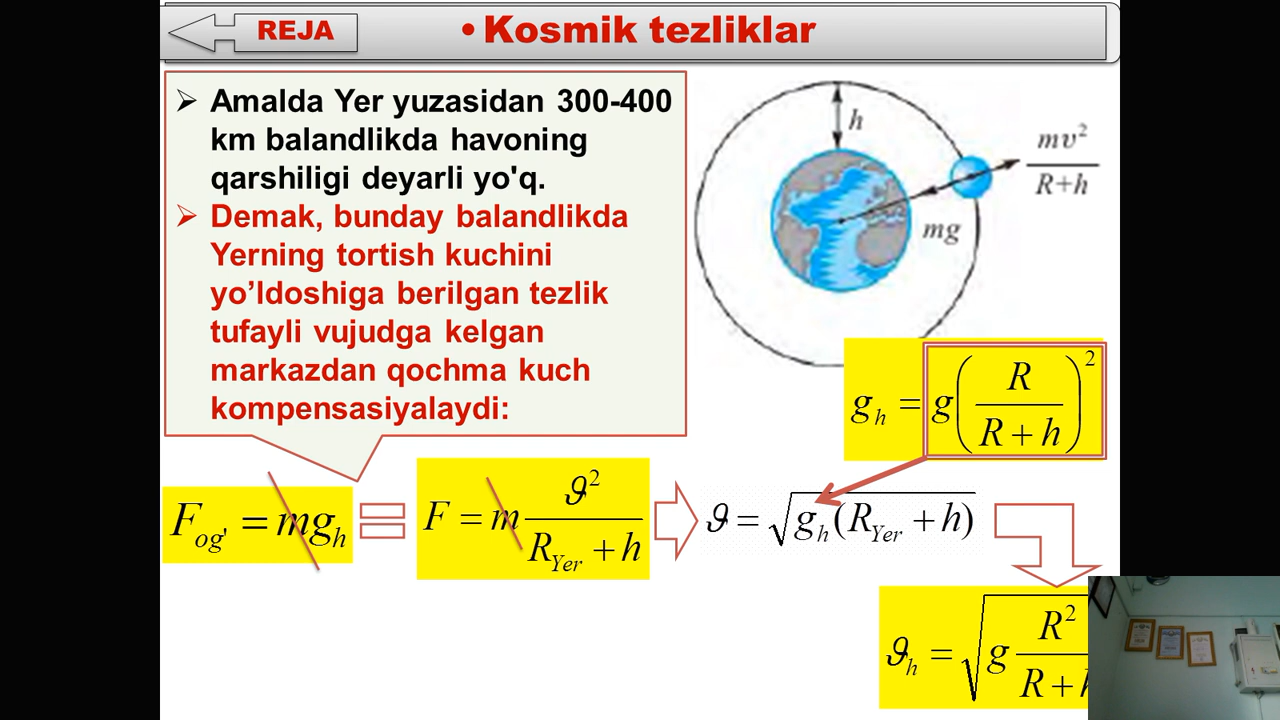 REJA
• Kosmik tezliklar
➢ Amalda Yer yuzasidan 300-400
km balandlikda havoning
qarshiligi deyarli yo'q.
➢ Demak, bunday balandlikda
Yerning tortish kuchini
yo’ldoshiga berilgan tezlik
tufayli vujudga kelgan
markazdan qochma kuch
kompensasiyalaydi:
h
mv²/(R+h)
mg
g_h = g(R/(R+h))²
F_og' = mg_h
=
F = m ϑ²/(R_Yer + h)
ϑ = √(g_h(R_Yer + h))
ϑ_h = √(g R²/(R+h